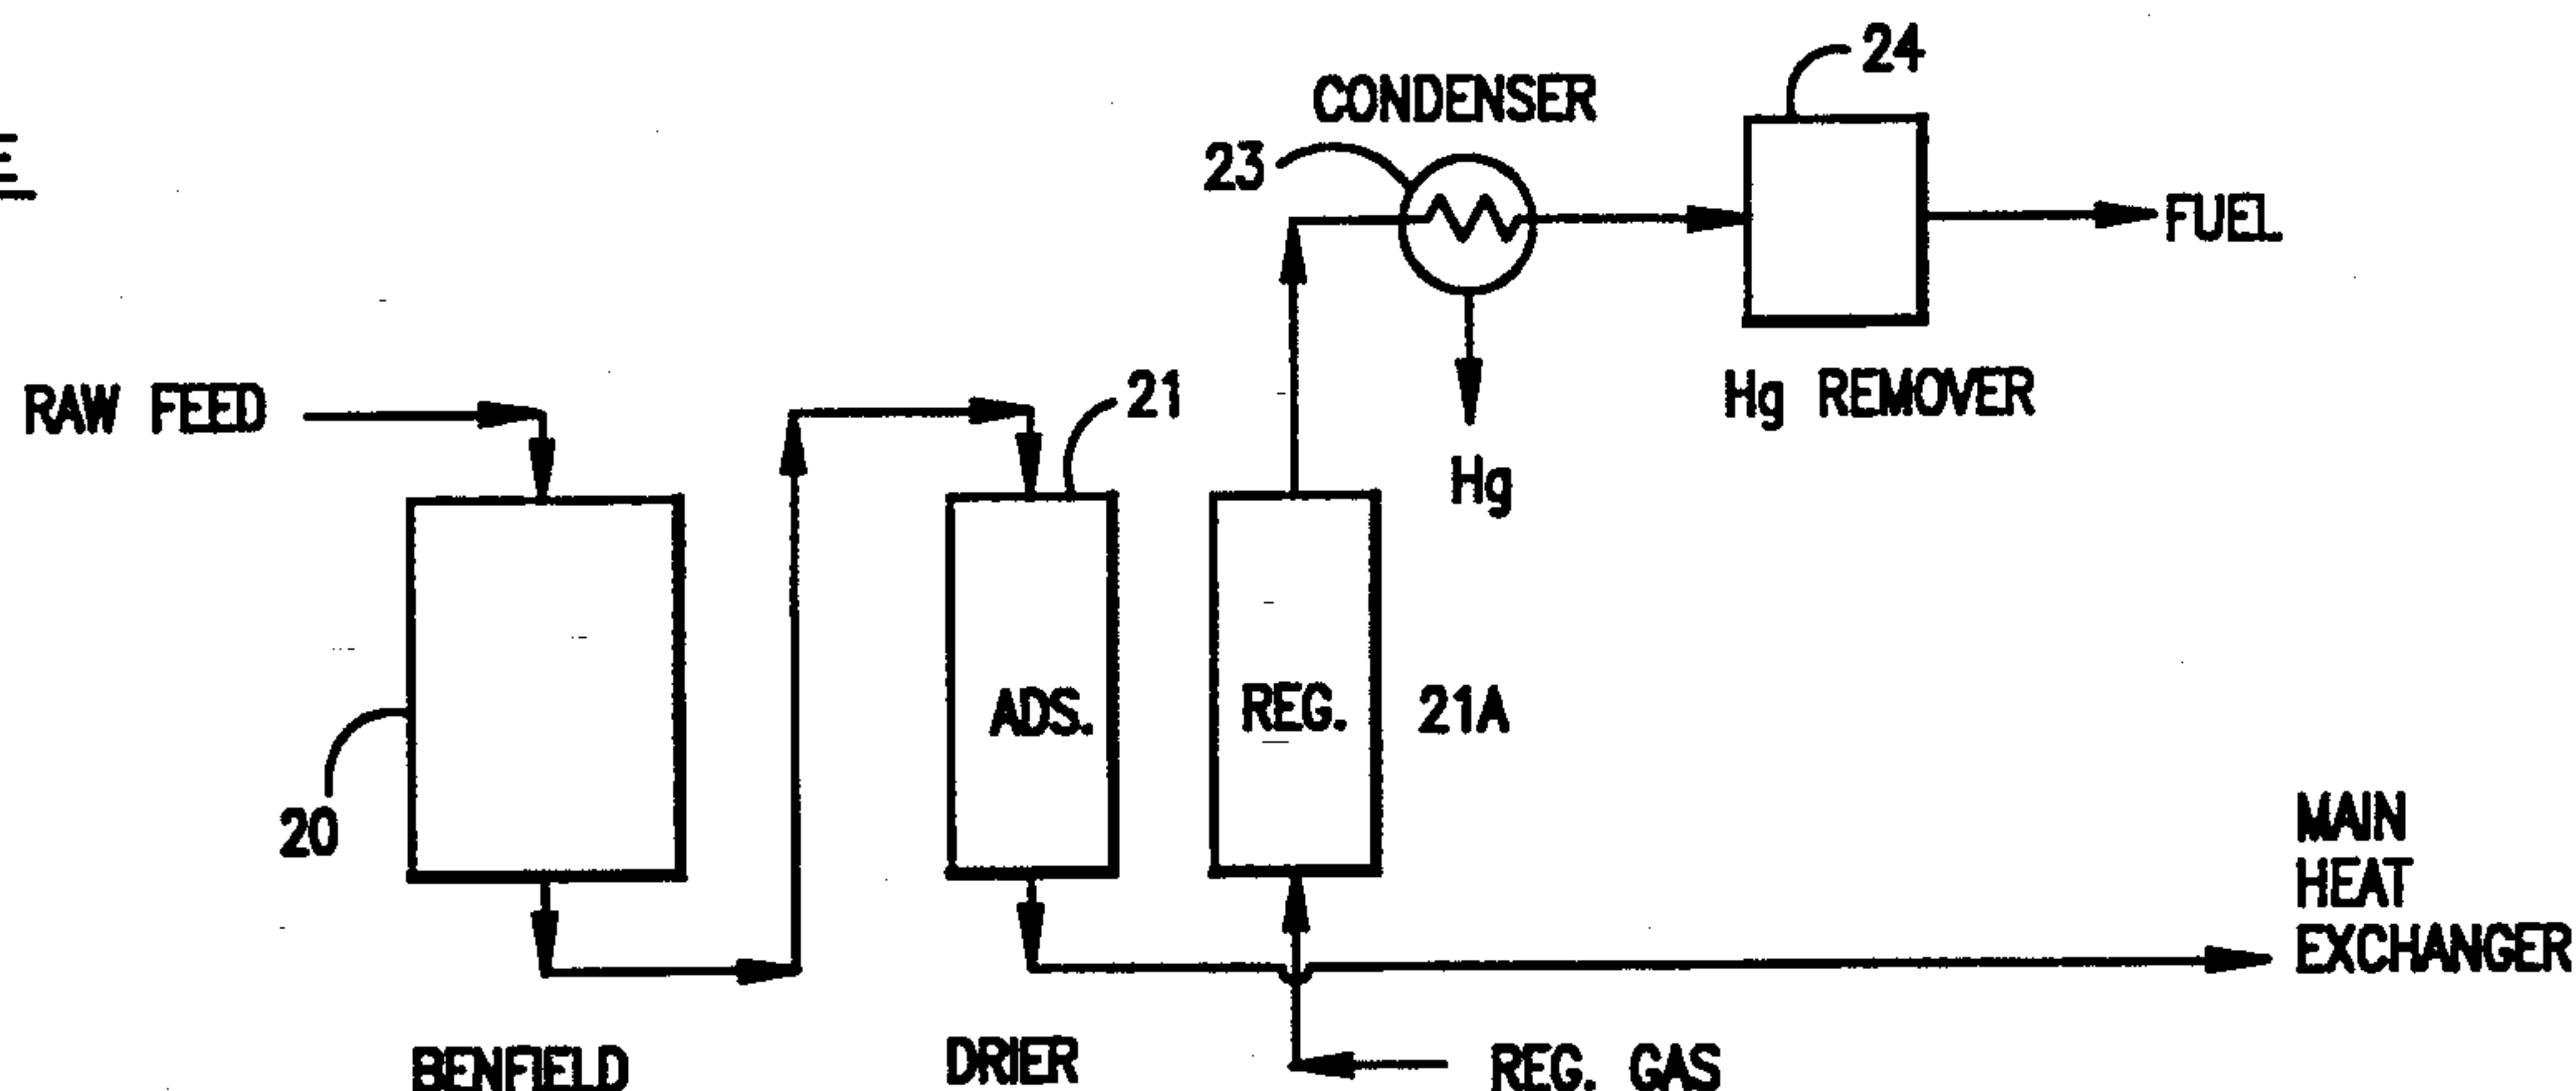 24
CONDENSER
23
FUEL
Hg REMOVER
Hg
RAW FEED
21
ADS.
REG.
21A
20
MAIN
HEAT
EXCHANGER
BENFIELD
DRIER
REG. GAS